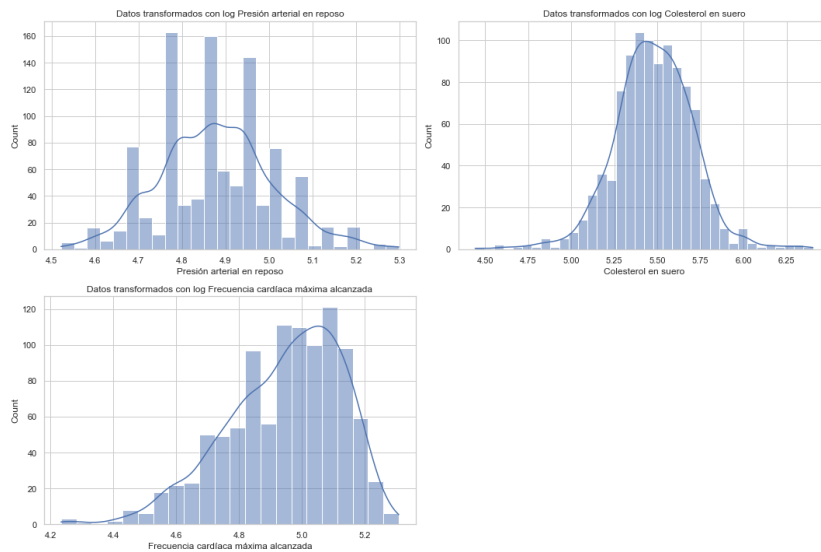 Datos transformados con log Presión arterial en reposo
160
140
120
100
80
60
40
20
0
Count
4.5 4.6 4.7 4.8 4.9 5.0 5.1 5.2 5.3
Presión arterial en reposo
Datos transformados con log Colesterol en suero
100
80
60
40
20
0
Count
4.50 4.75 5.00 5.25 5.50 5.75 6.00 6.25
Colesterol en suero
Datos transformados con log Frecuencia cardíaca máxima alcanzada
120
100
80
60
40
20
0
Count
4.2 4.4 4.6 4.8 5.0 5.2
Frecuencia cardíaca máxima alcanzada